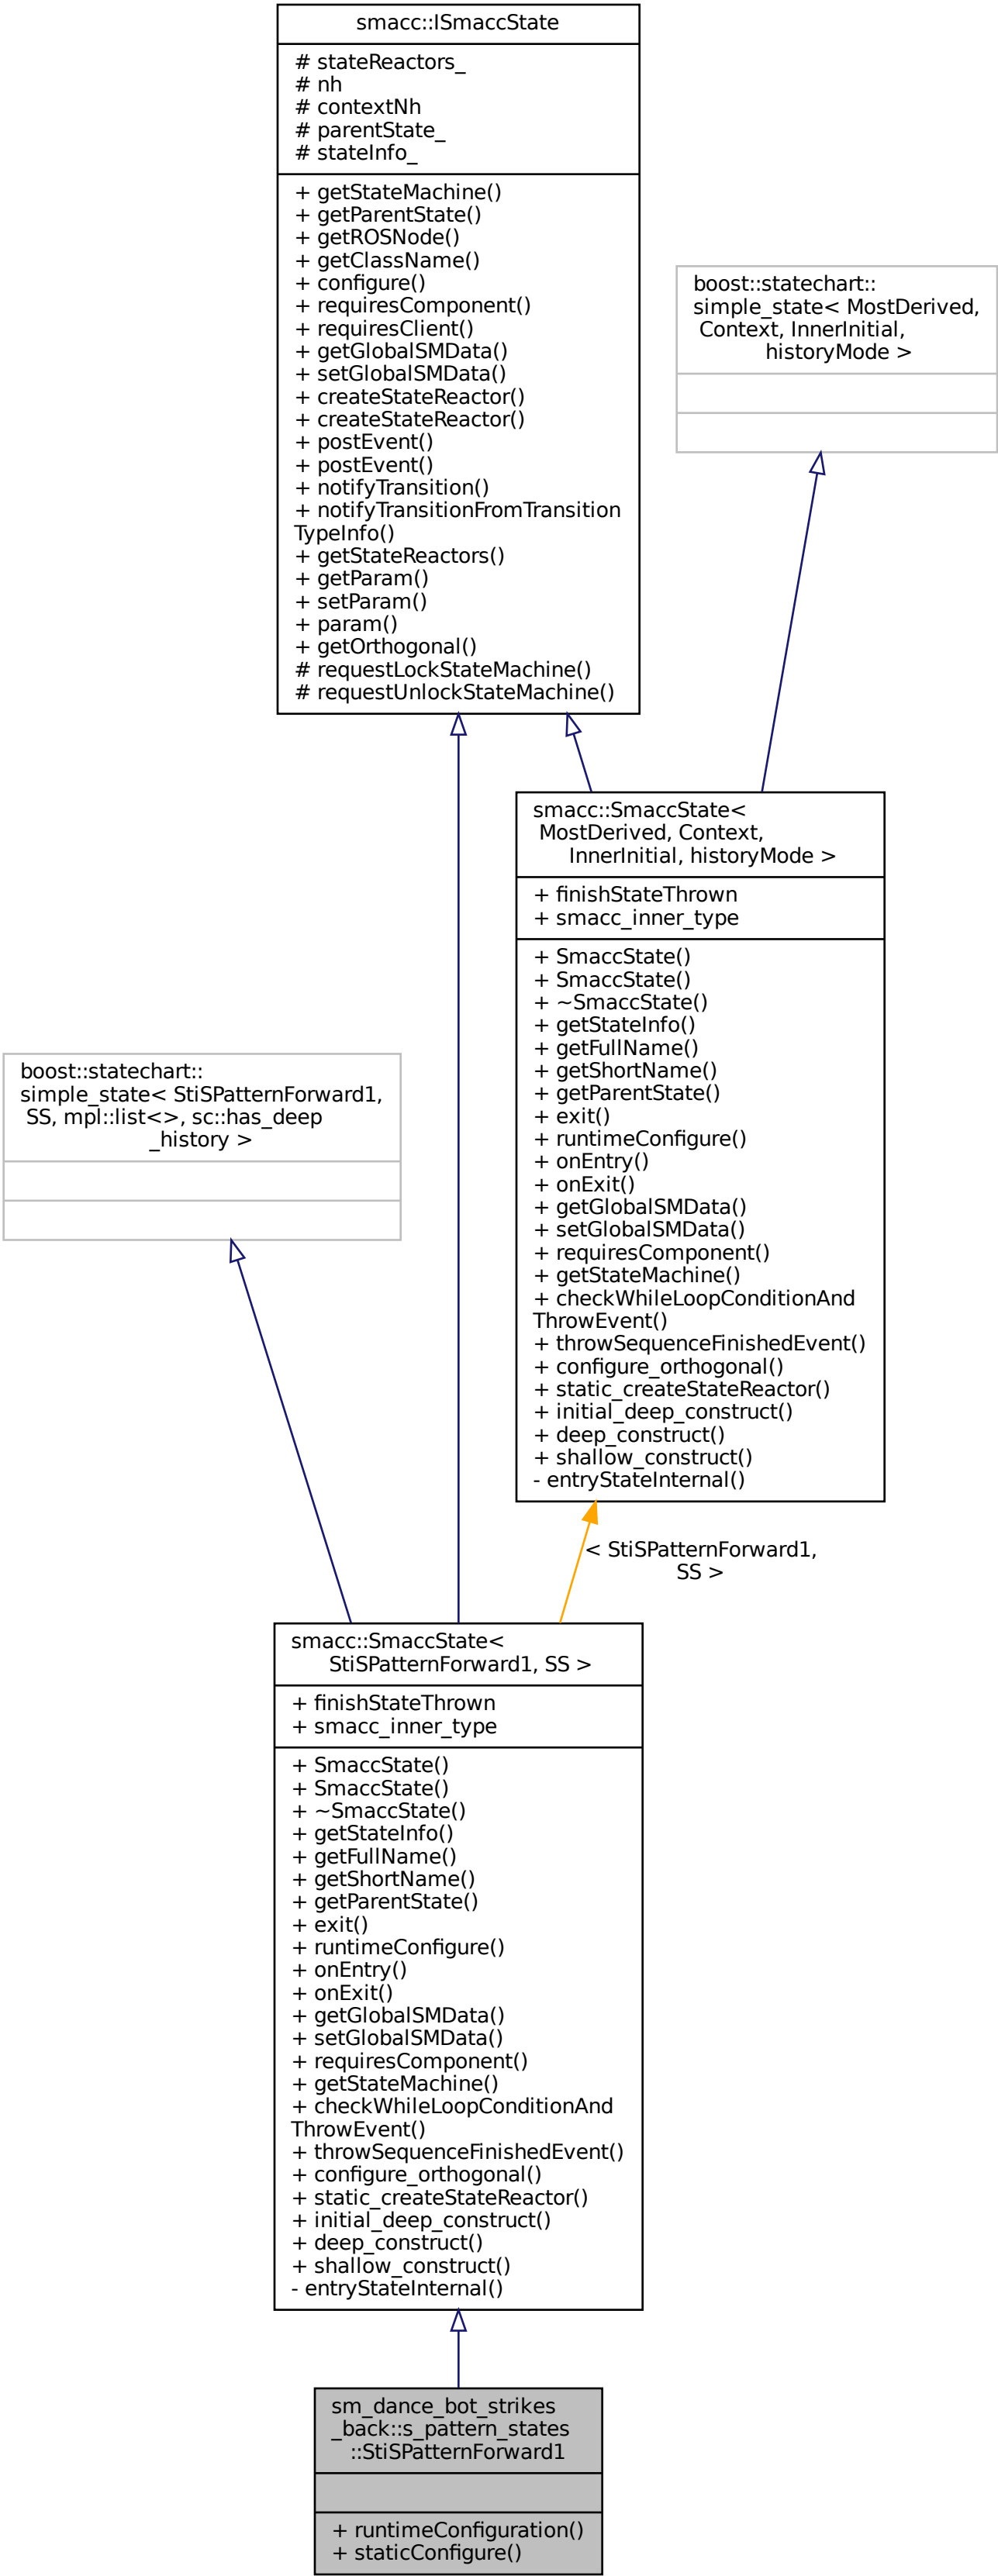 smacc::ISmaccState
# stateReactors_
# nh
# contextNh
# parentState_
# stateInfo_
+ getStateMachine()
+ getParentState()
+ getROSNode()
+ getClassName()
+ configure()
+ requiresComponent()
+ requiresClient()
+ getGlobalSMData()
+ setGlobalSMData()
+ createStateReactor()
+ createStateReactor()
+ postEvent()
+ postEvent()
+ notifyTransition()
+ notifyTransitionFromTransition
TypeInfo()
+ getStateReactors()
+ getParam()
+ setParam()
+ param()
+ getOrthogonal()
# requestLockStateMachine()
# requestUnlockStateMachine()
boost::statechart::
simple_state< MostDerived,
Context, InnerInitial,
historyMode >
smacc::SmaccState<
MostDerived, Context,
InnerInitial, historyMode >
+ finishStateThrown
+ smacc_inner_type
+ SmaccState()
+ SmaccState()
+ ~SmaccState()
+ getStateInfo()
+ getFullName()
+ getShortName()
+ getParentState()
+ exit()
+ runtimeConfigure()
+ onEntry()
+ onExit()
+ getGlobalSMData()
+ setGlobalSMData()
+ requiresComponent()
+ getStateMachine()
+ checkWhileLoopConditionAnd
ThrowEvent()
+ throwSequenceFinishedEvent()
+ configure_orthogonal()
+ static_createStateReactor()
+ initial_deep_construct()
+ deep_construct()
+ shallow_construct()
- entryStateInternal()
boost::statechart::
simple_state< StiSPatternForward1,
SS, mpl::list<>, sc::has_deep
_history >
< StiSPatternForward1,
SS >
smacc::SmaccState<
StiSPatternForward1, SS >
+ finishStateThrown
+ smacc_inner_type
+ SmaccState()
+ SmaccState()
+ ~SmaccState()
+ getStateInfo()
+ getFullName()
+ getShortName()
+ getParentState()
+ exit()
+ runtimeConfigure()
+ onEntry()
+ onExit()
+ getGlobalSMData()
+ setGlobalSMData()
+ requiresComponent()
+ getStateMachine()
+ checkWhileLoopConditionAnd
ThrowEvent()
+ throwSequenceFinishedEvent()
+ configure_orthogonal()
+ static_createStateReactor()
+ initial_deep_construct()
+ deep_construct()
+ shallow_construct()
- entryStateInternal()
sm_dance_bot_strikes
_back::s_pattern_states
::StiSPatternForward1
+ runtimeConfiguration()
+ staticConfigure()